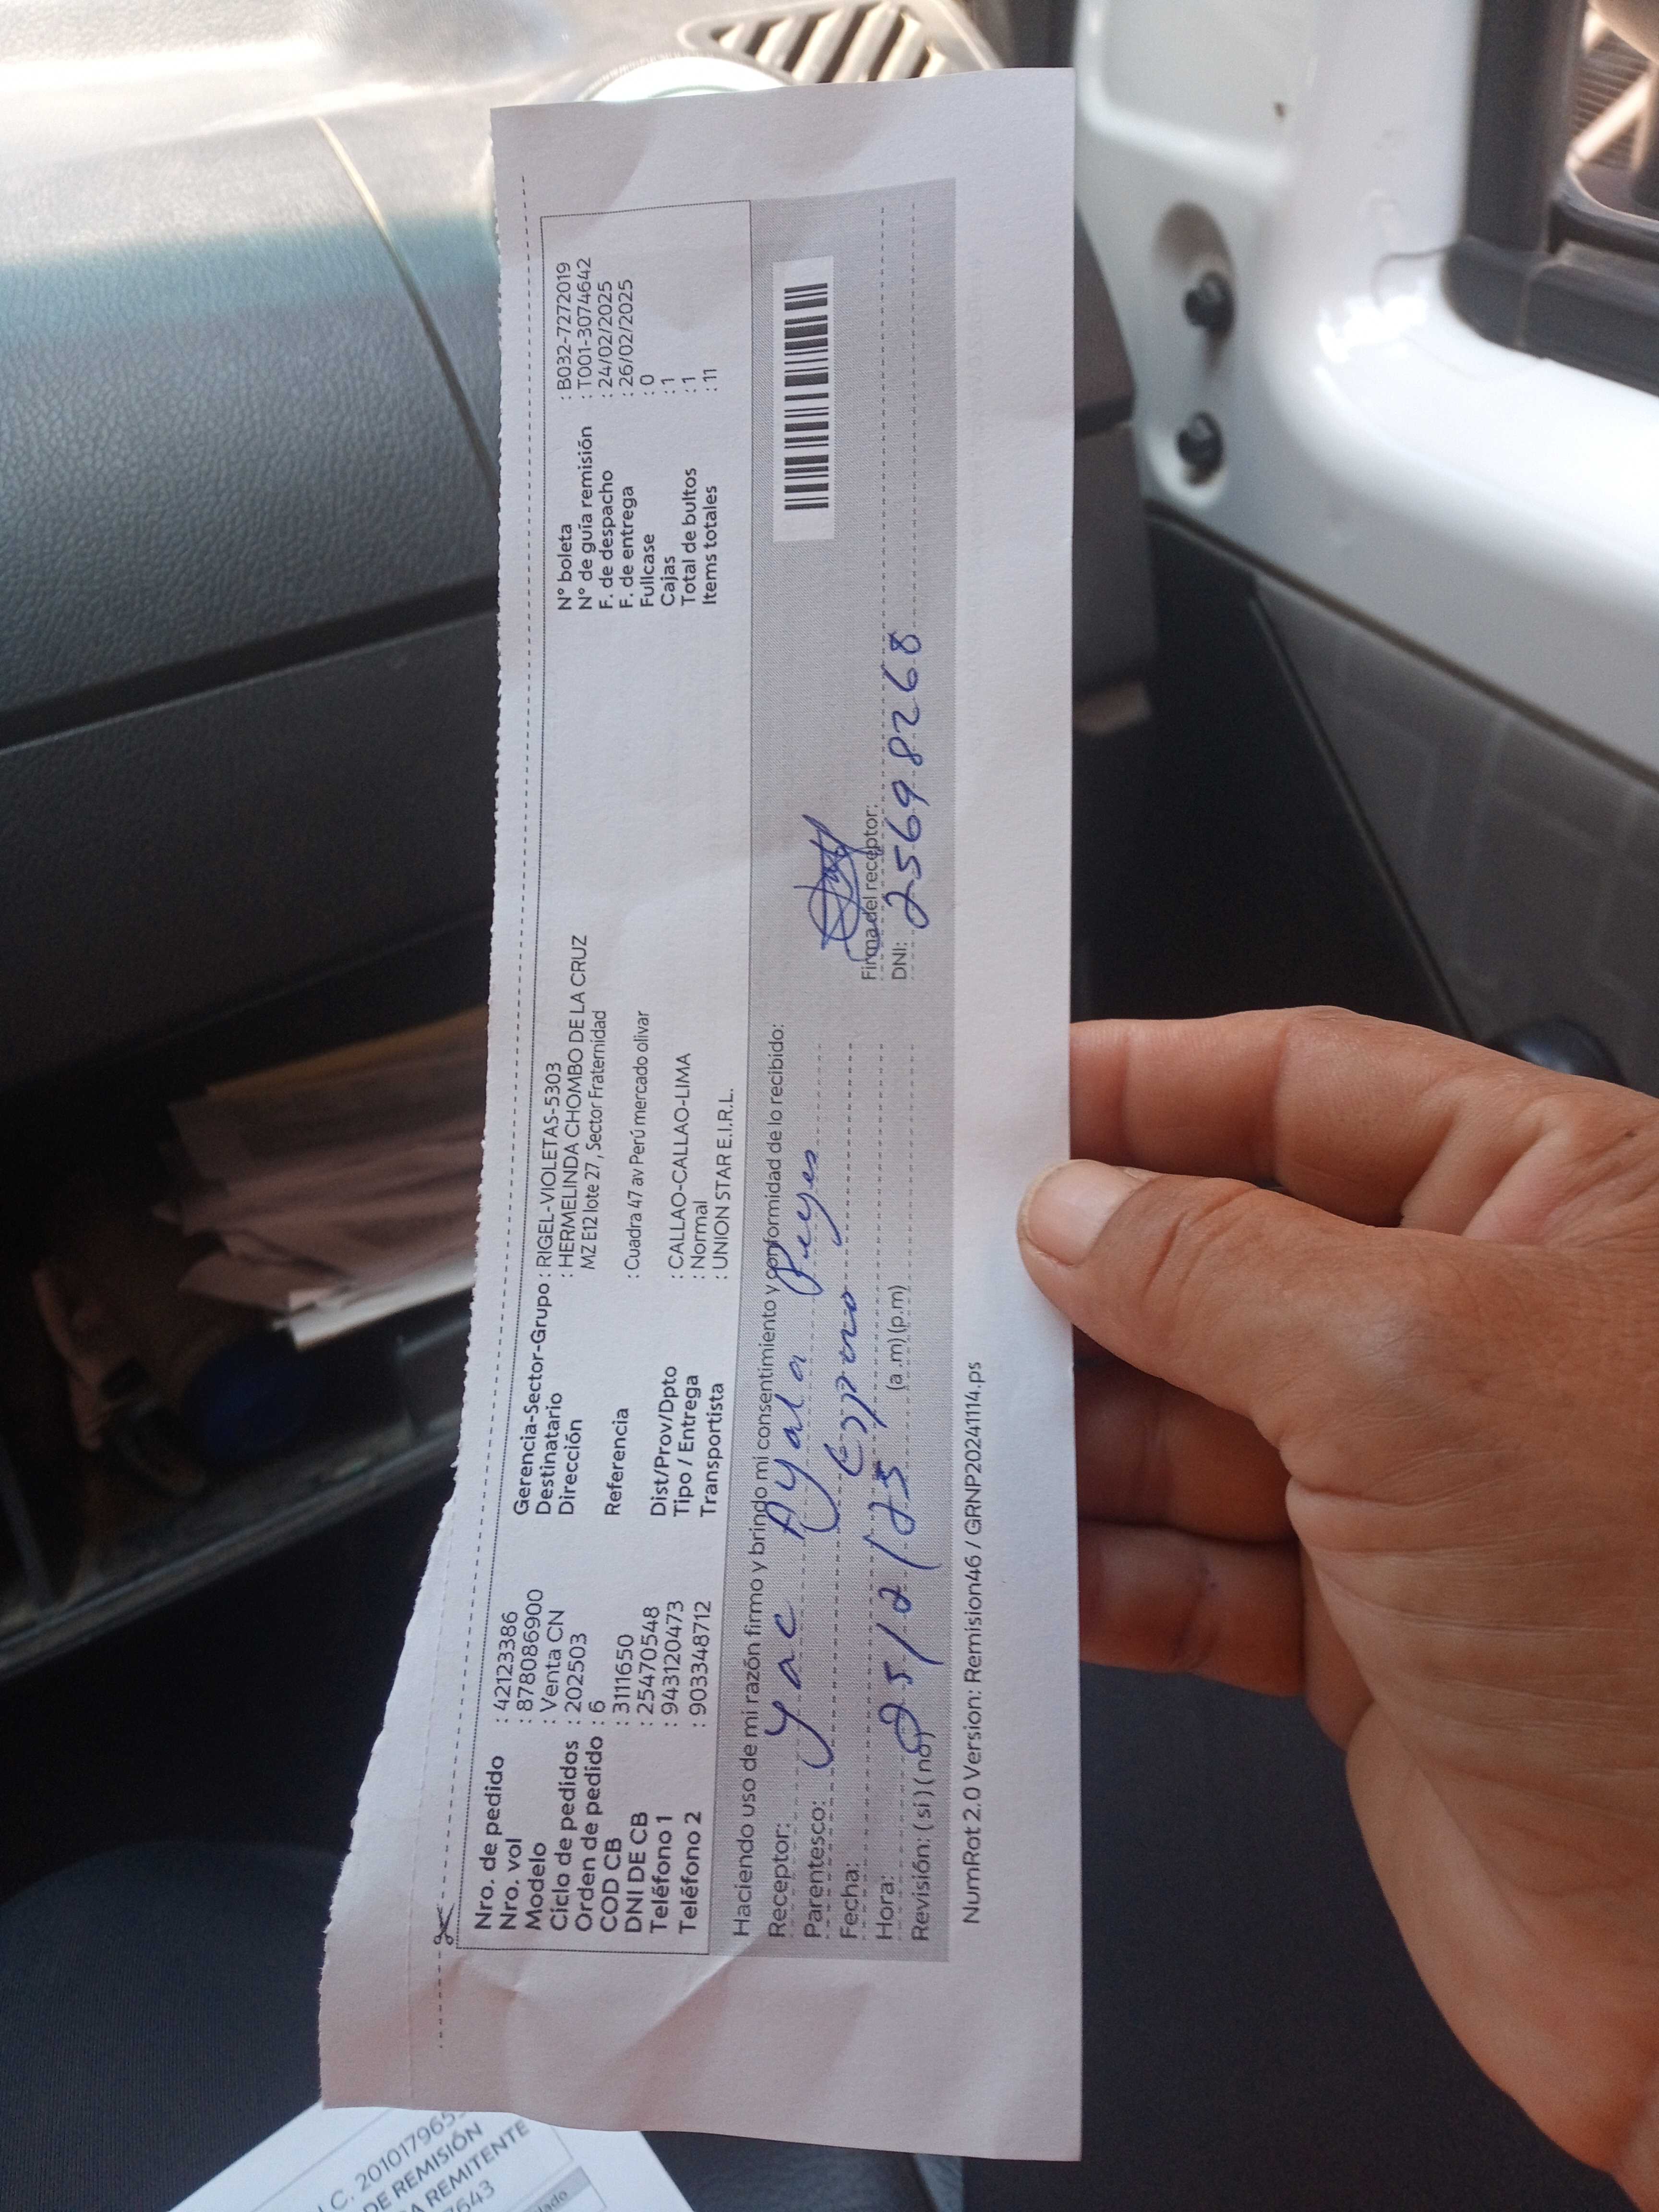 Nro. de pedido : 42123386
Nro. vol : 878086900
Modelo : Venta CN
Ciclo de pedidos : 202503
Orden de pedido : 6
COD CB : 3111650
DNI DE CB : 25470548
Teléfono 1 : 943120473
Teléfono 2 : 903348712
Gerencia-Sector-Grupo : RIGEL-VIOLETAS-5303
Destinatario : HERMELINDA CHOMBO DE LA CRUZ
Dirección MZ E12 lote 27 , Sector Fraternidad
Referencia : Cuadra 47 av Perú mercado olivar
Dist/Prov/Dpto : CALLAO-CALLAO-LIMA
Tipo / Entrega : Normal
Transportista : UNION STAR E.I.R.L.
N° boleta : B032-7272019
N° de guía remisión : T001-3074642
F. de despacho : 24/02/2025
F. de entrega : 26/02/2025
Fullcase : 0
Cajas : 1
Total de bultos : 1
Items totales : 11
Haciendo uso de mi razón firmo y brindo mi consentimiento y conformidad de lo recibido:
Receptor: Yac Ayala Reyes
Parentesco: Esposo
Fecha: 25/2/25
Hora: (a .m) (p.m)
Revisión: ( si ) ( no )
Firma del receptor:
DNI: 25698268
NumRot 2.0 Version: Remision46 / GRNP20241114.ps
C. 20101796
DE REMISIÓN
A REMITENTE
7643
lado